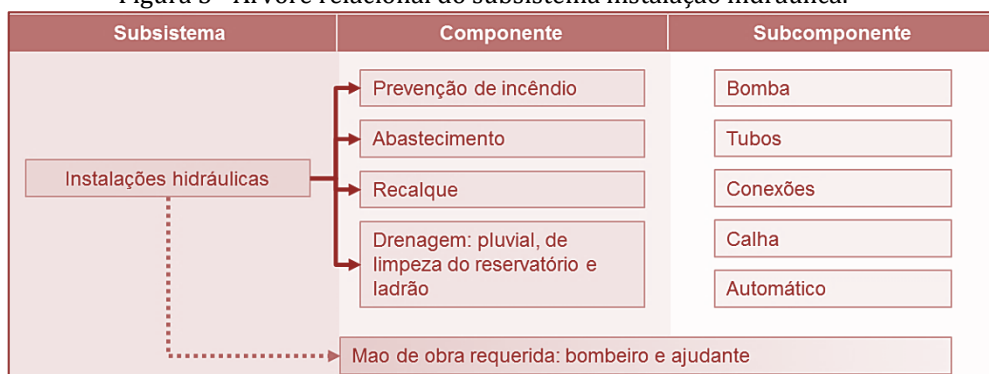 Figura 3 - Árvore relacional do subsistema instalação hidráulica.
Subsistema
Componente
Subcomponente
Instalações hidráulicas
Prevenção de incêndio
Abastecimento
Recalque
Drenagem: pluvial, de
limpeza do reservatório e
ladrão
Bomba
Tubos
Conexões
Calha
Automático
Mao de obra requerida: bombeiro e ajudante